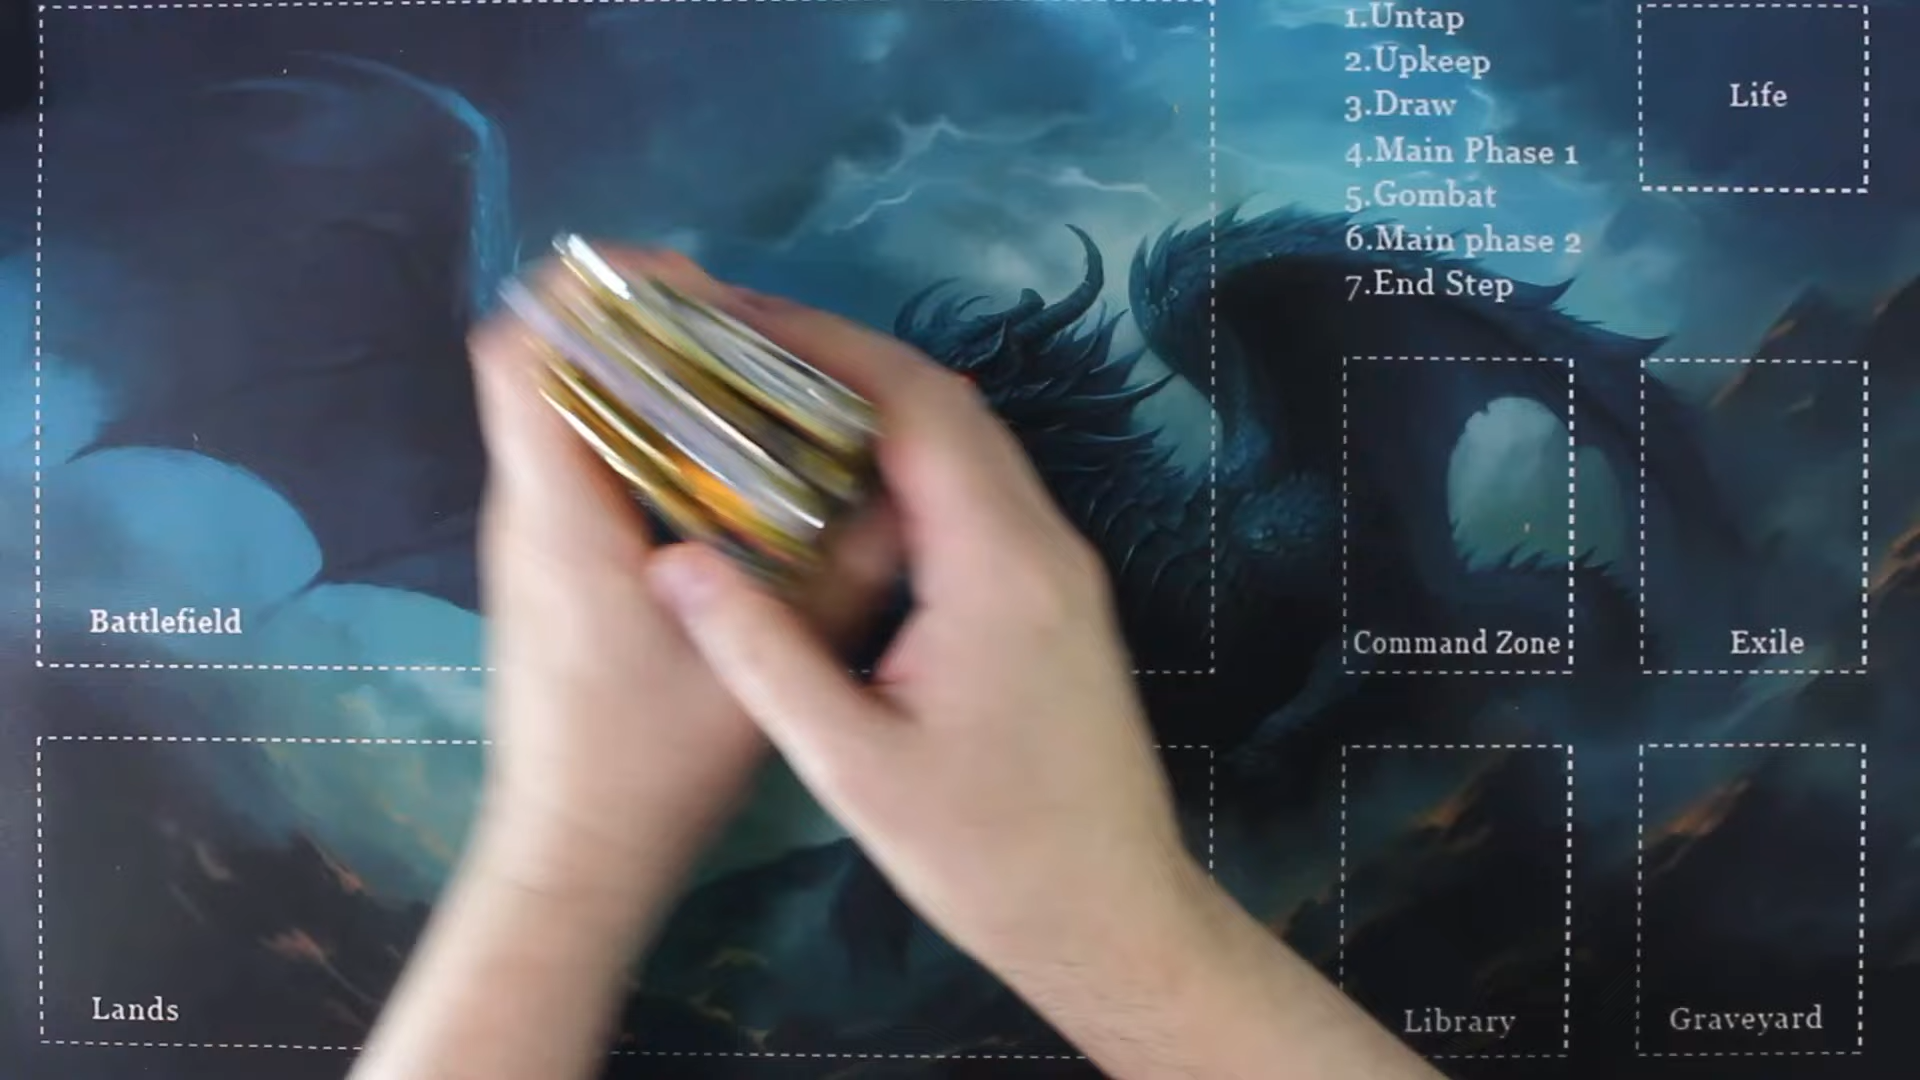 1.Untap
2.Upkeep
3.Draw
4.Main Phase 1
5.Gombat
6.Main phase 2
7.End Step
Life
Battlefield
Command Zone
Exile
Lands
Library
Graveyard